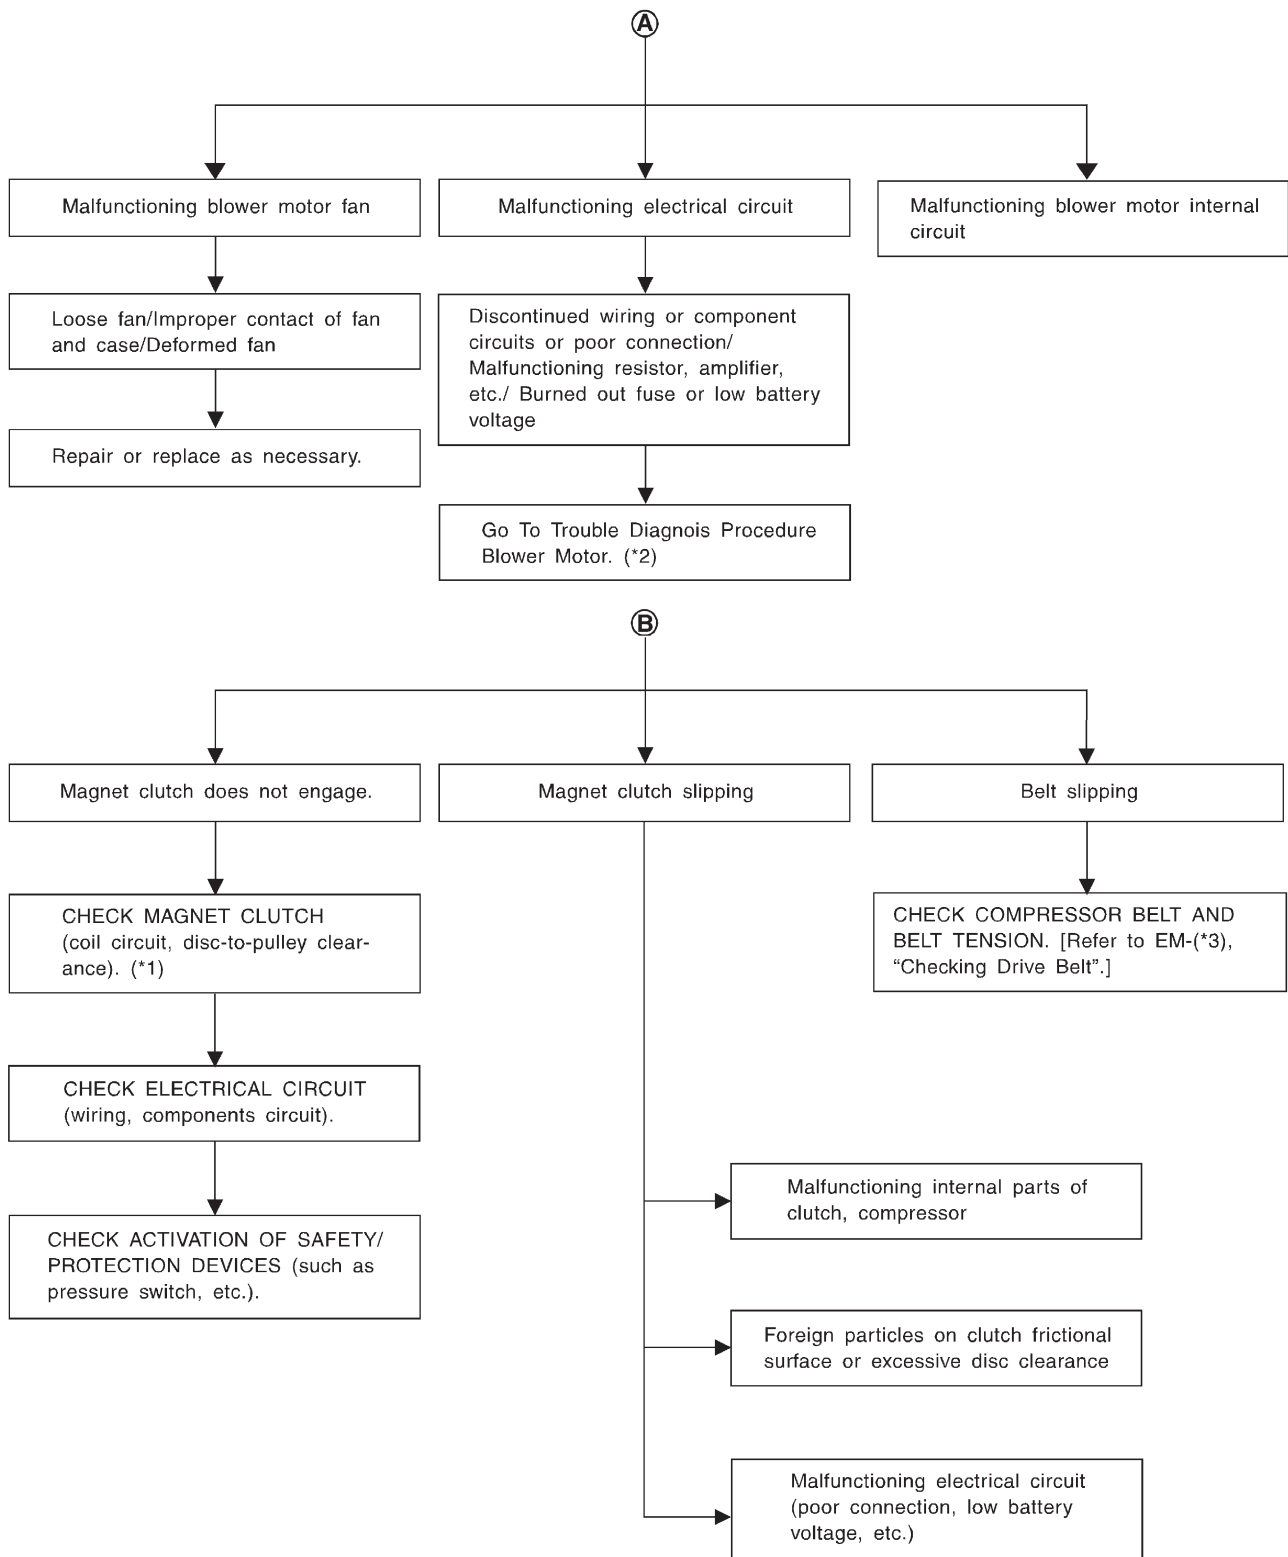 A
Malfunctioning blower motor fan
Malfunctioning electrical circuit
Malfunctioning blower motor internal
circuit
Loose fan/Improper contact of fan
and case/Deformed fan
Discontinued wiring or component
circuits or poor connection/
Malfunctioning resistor, amplifier,
etc./ Burned out fuse or low battery
voltage
Repair or replace as necessary.
Go To Trouble Diagnois Procedure
Blower Motor. (*2)
B
Magnet clutch does not engage.
Magnet clutch slipping
Belt slipping
CHECK MAGNET CLUTCH
(coil circuit, disc-to-pulley clear-
ance). (*1)
CHECK COMPRESSOR BELT AND
BELT TENSION. [Refer to EM-(*3),
“Checking Drive Belt”.]
CHECK ELECTRICAL CIRCUIT
(wiring, components circuit).
CHECK ACTIVATION OF SAFETY/
PROTECTION DEVICES (such as
pressure switch, etc.).
Malfunctioning internal parts of
clutch, compressor
Foreign particles on clutch frictional
surface or excessive disc clearance
Malfunctioning electrical circuit
(poor connection, low battery
voltage, etc.)